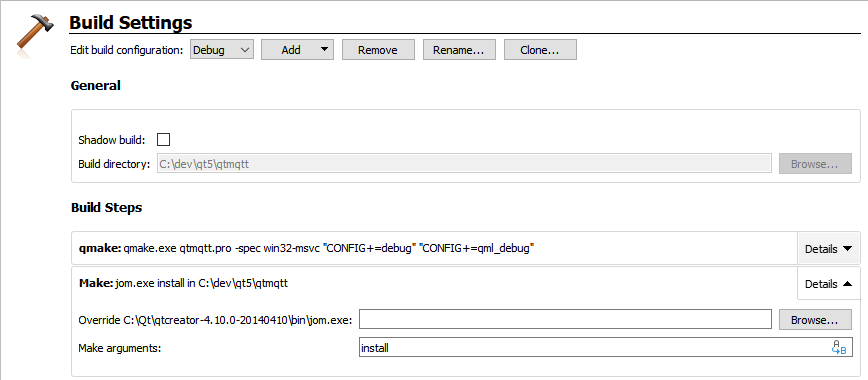 Build Settings
Edit build configuration: Debug Add Remove Rename... Clone...
General
Shadow build:
Build directory: C:\dev\qt5\qtmqtt Browse...
Build Steps
qmake: qmake.exe qtmqtt.pro -spec win32-msvc "CONFIG+=debug" "CONFIG+=qml_debug" Details
Make: jom.exe install in C:\dev\qt5\qtmqtt Details
Override C:\Qt\qtcreator-4.10.0-20140410\bin\jom.exe: Browse...
Make arguments: install A B